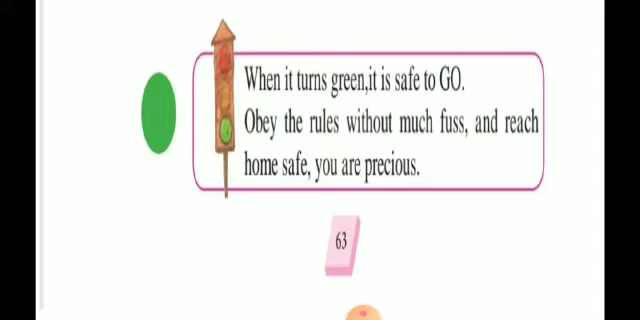 When it turns green,it is safe to GO.
Obey the rules without much fuss, and reach
home safe, you are precious.
63